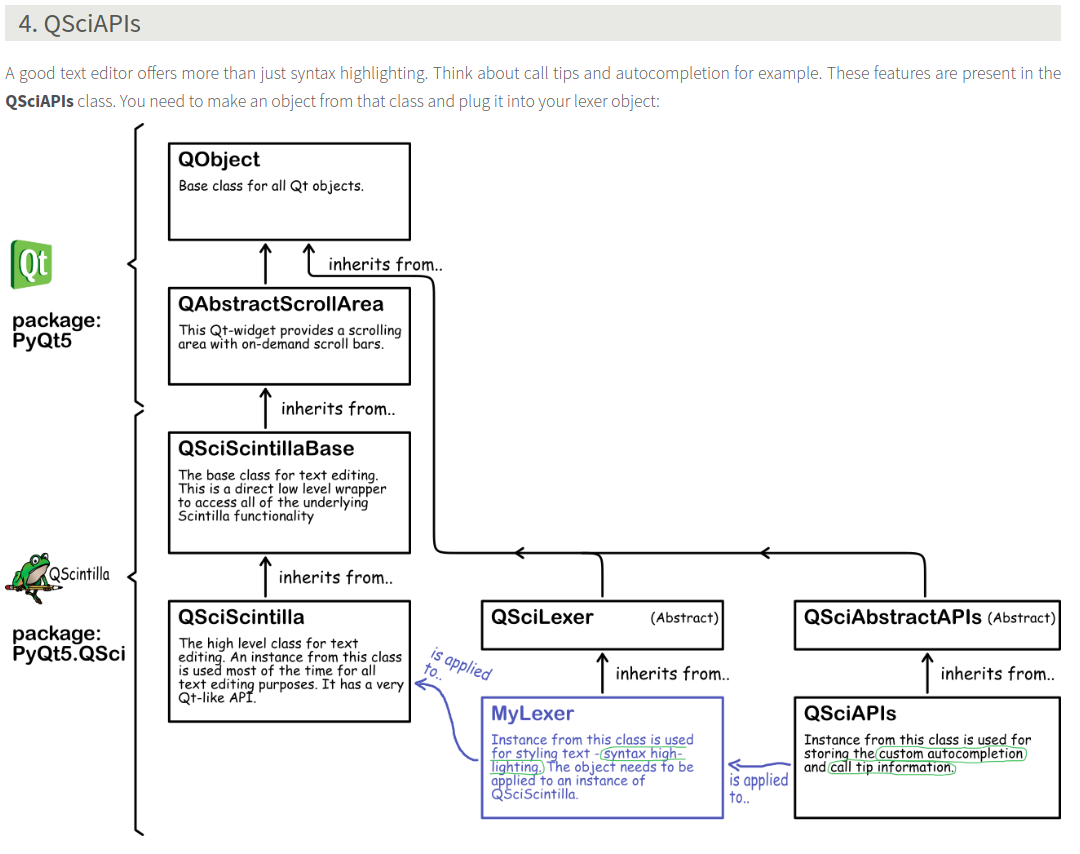 4. QSciAPIs
A good text editor offers more than just syntax highlighting. Think about call tips and autocompletion for example. These features are present in the
QSciAPIs class. You need to make an object from that class and plug it into your lexer object:
QObject
Base class for all Qt objects.
Qt
package:
PyQt5
inherits from..
QAbstractScrollArea
This Qt-widget provides a scrolling
area with on-demand scroll bars.
inherits from..
QSciScintillaBase
The base class for text editing.
This is a direct low level wrapper
to access all of the underlying
Scintilla functionality
QScintilla
package:
PyQt5.QSci
inherits from..
QSciScintilla
The high level class for text
editing. An instance from this class
is used most of the time for all
text editing purposes. It has a very
Qt-like API.
is applied
to..
QSciLexer (Abstract)
inherits from..
MyLexer
Instance from this class is used
for styling text -(syntax high-
lighting.) The object needs to be
applied to an instance of
QSciScintilla.
is applied
to..
QSciAbstractAPIs (Abstract)
inherits from..
QSciAPIs
Instance from this class is used for
storing the custom autocompletion
and call tip information.